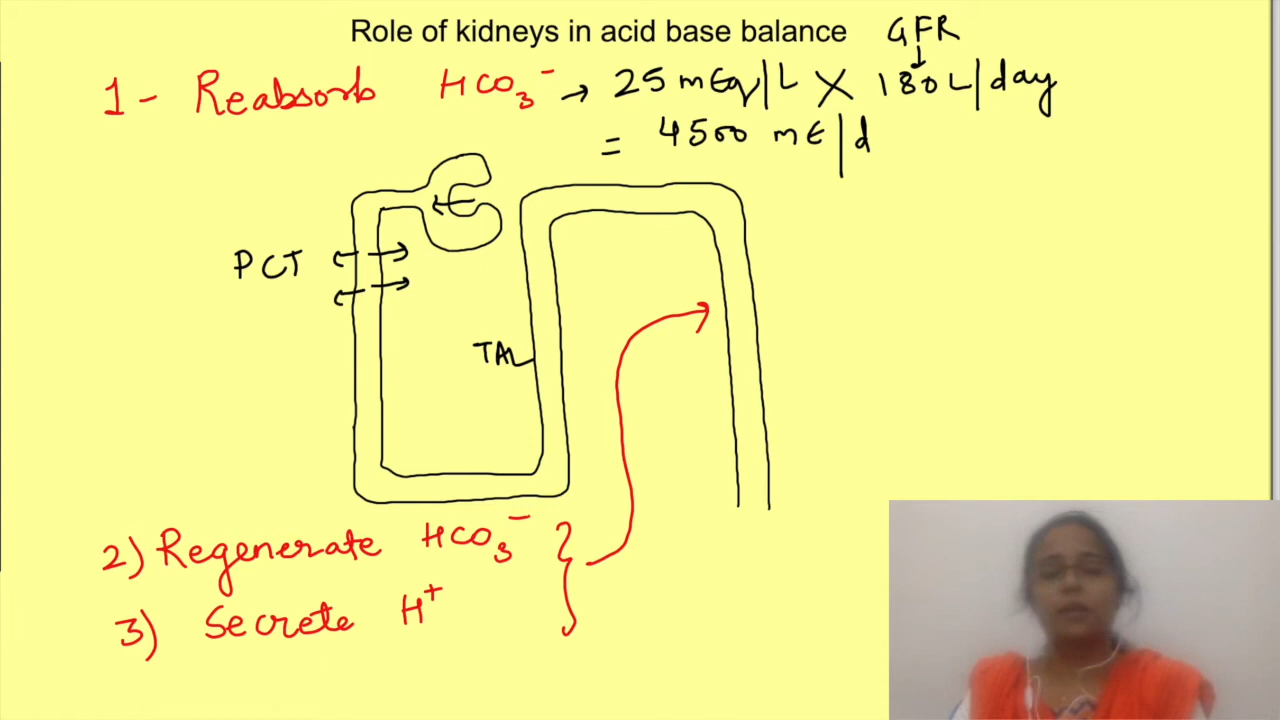 Role of kidneys in acid base balance GFR
1- Reabsorb HCO₃⁻ → 25 mEq/L X 180L/day
= 4500 mE/d
PCT
TAL
2) Regenerate HCO₃⁻
3) Secrete H⁺